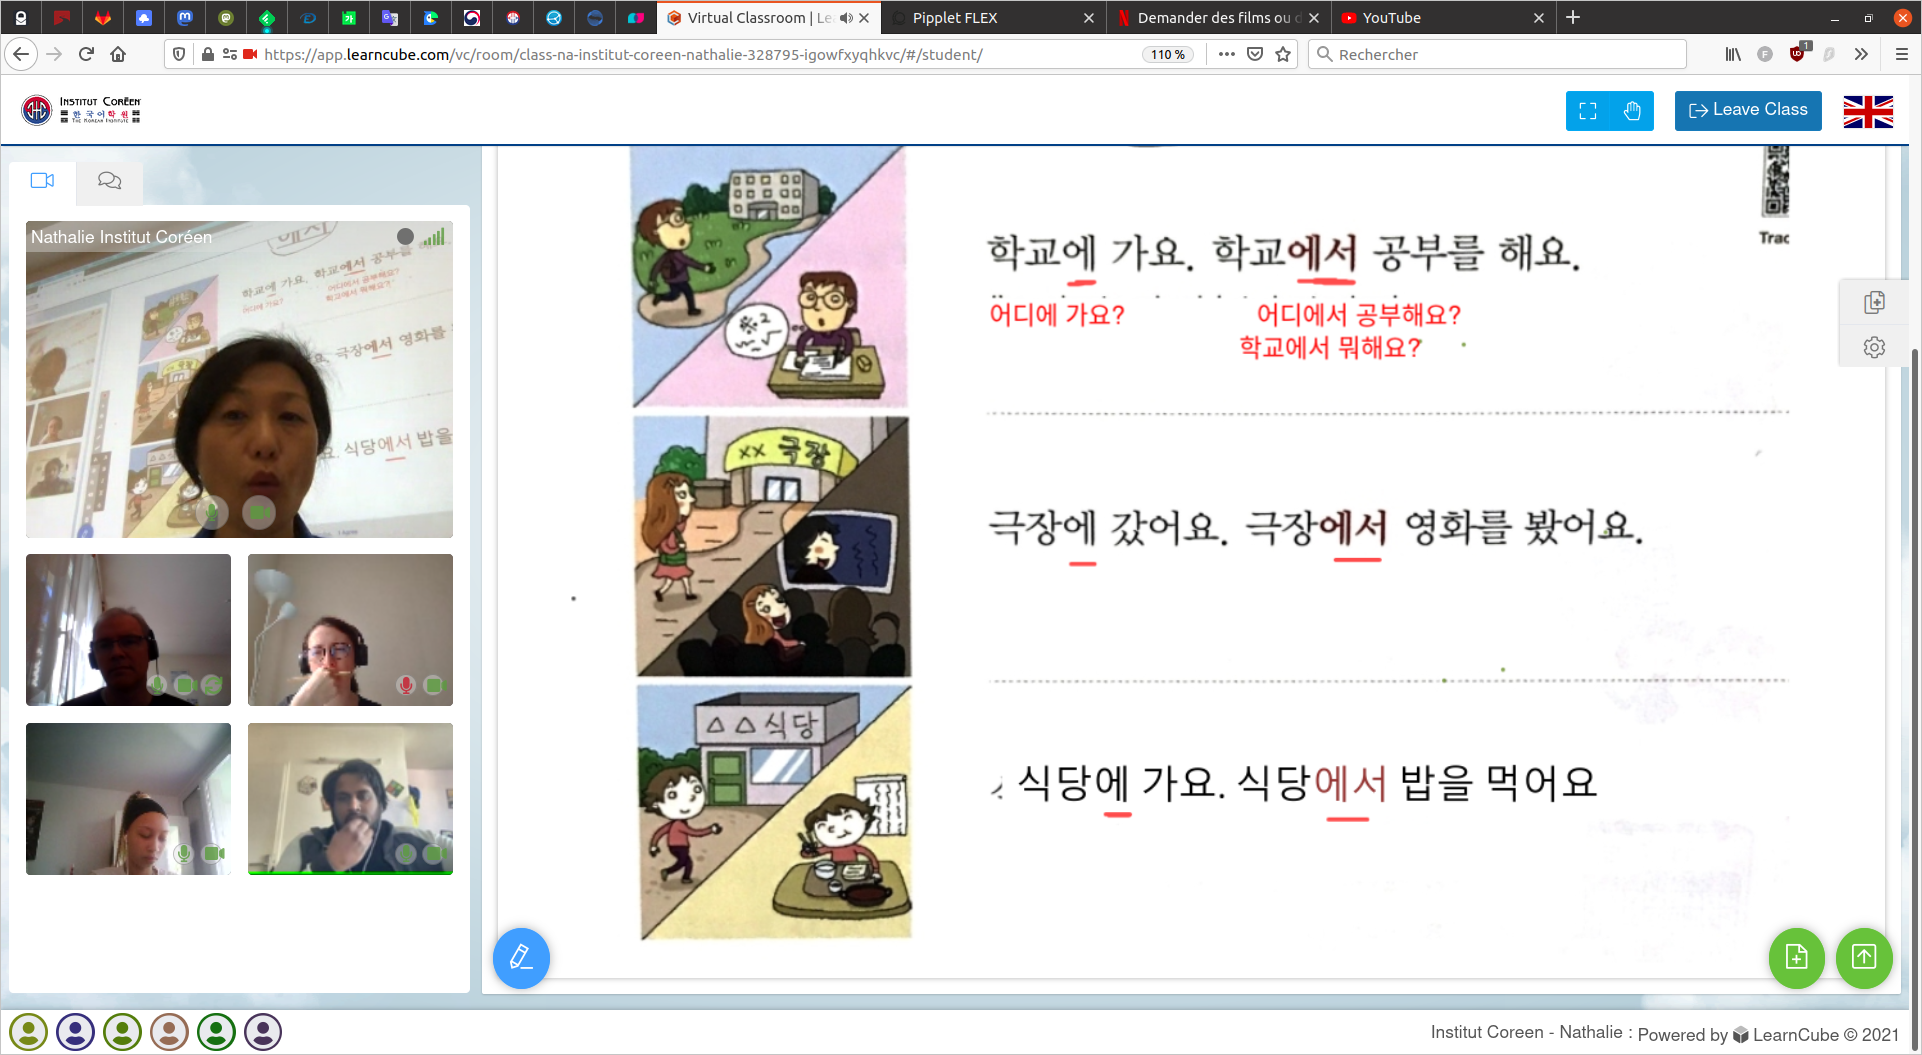 Virtual Classroom | Le
Pipplet FLEX
Demander des films ou d
YouTube
https://app.learncube.com/vc/room/class-na-institut-coreen-nathalie-328795-igowfxyqhkvc/#/student/
110 %
Rechercher
1
INSTITUT CORÉEN
한국어학원
THE KOREAN INSTITUTE
Leave Class
Nathalie Institut Coréen
Trac
학교에 가요. 학교에서 공부를 해요.
어디에 가요?
어디에서 공부해요?
학교에서 뭐해요?
×× 극장
극장에 갔어요. 극장에서 영화를 봤어요.
△△식당
식당에 가요. 식당에서 밥을 먹어요
Institut Coreen - Nathalie : Powered by LearnCube © 2021